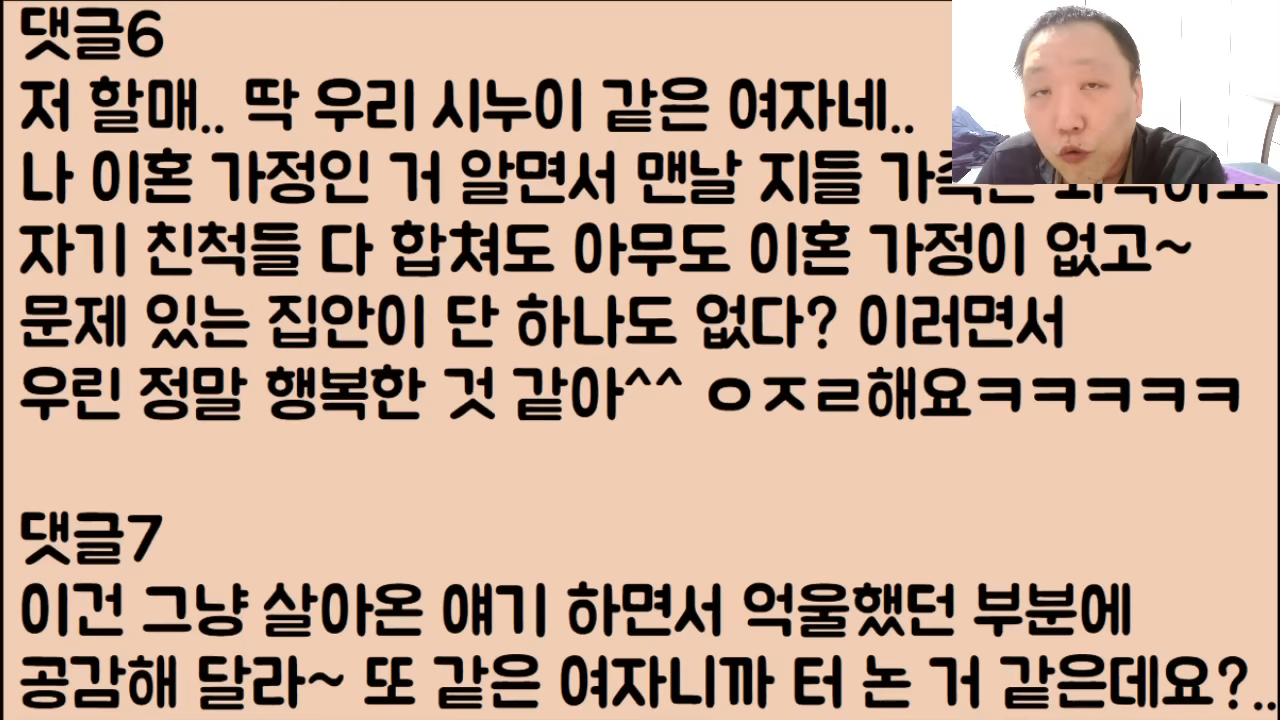 댓글6
저 할매.. 딱 우리 시누이 같은 여자네..
나 이혼 가정인 거 알면서 맨날 지들
자기 친척들 다 합쳐도 아무도 이혼 가정이 없고~
문제 있는 집안이 단 하나도 없다? 이러면서
우린 정말 행복한 것 같아^^ ㅇㅈㄹ해요ㅋㅋㅋㅋㅋ
댓글7
이건 그냥 살아온 얘기 하면서 억울했던 부분에
공감해 달라~ 또 같은 여자니까 터 논 거 같은데요?..